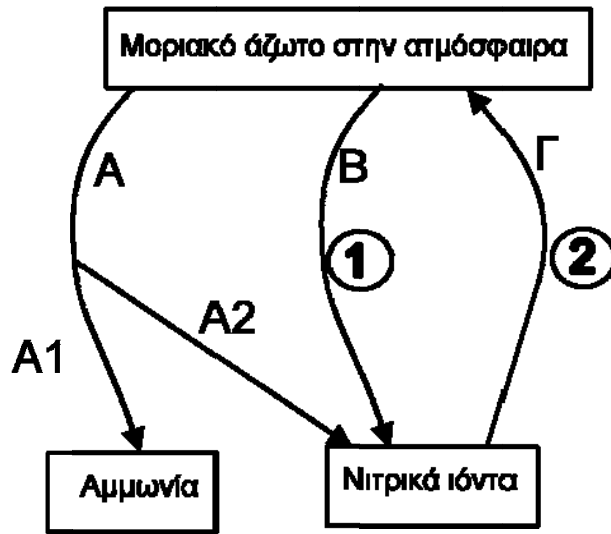 Μοριακό άζωτο στην ατμόσφαιρα
Α
Β
Γ
1
2
Α2
Α1
Αμμωνία
Νιτρικά ιόντα